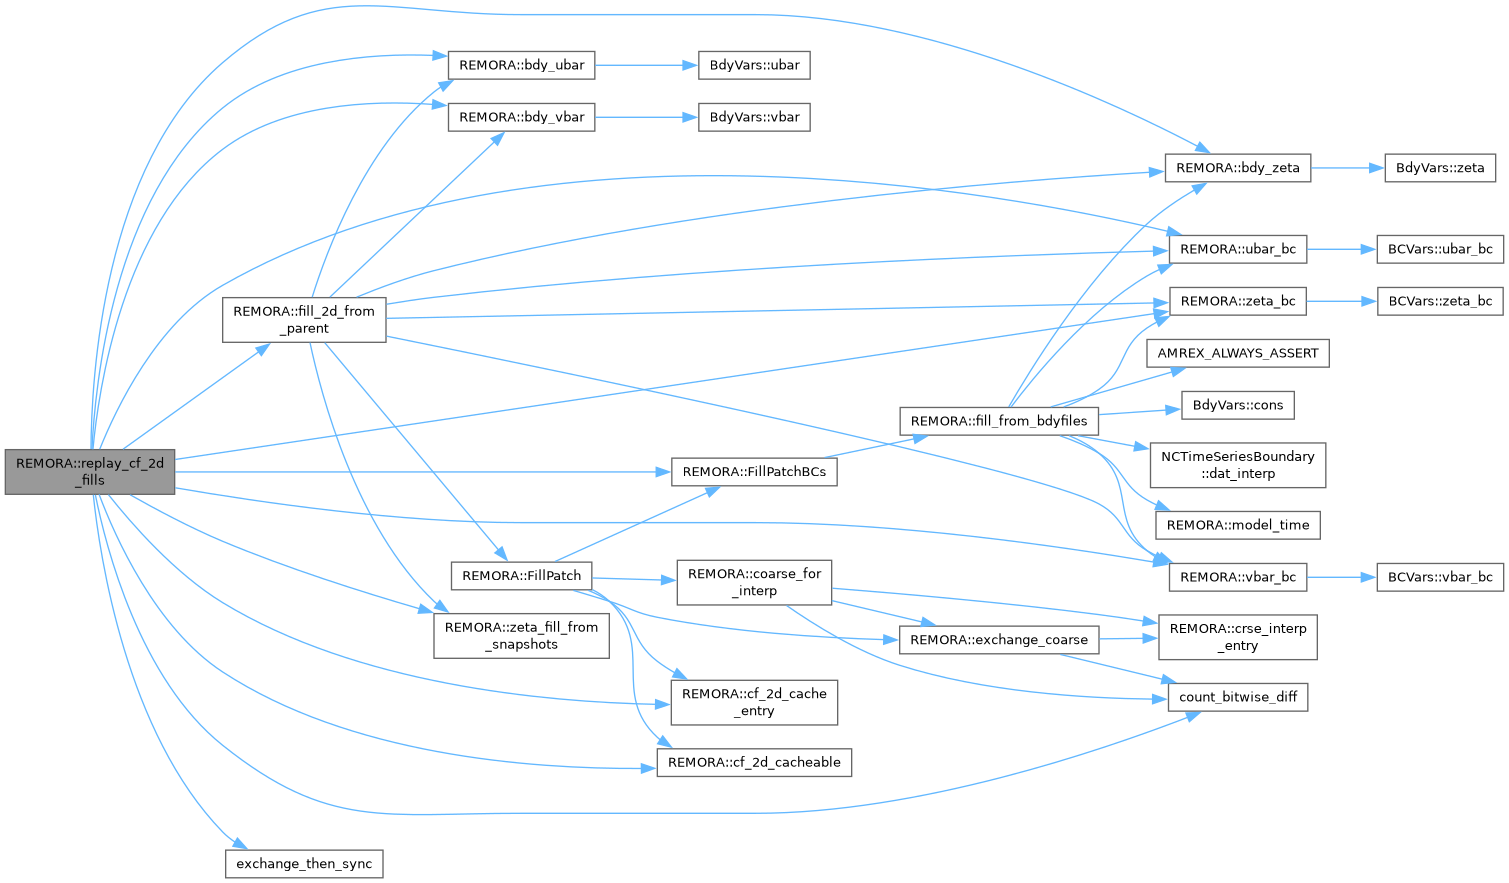 REMORA::bdy_ubar
BdyVars::ubar
REMORA::bdy_vbar
BdyVars::vbar
REMORA::bdy_zeta
BdyVars::zeta
REMORA::ubar_bc
BCVars::ubar_bc
REMORA::fill_2d_from
_parent
REMORA::zeta_bc
BCVars::zeta_bc
AMREX_ALWAYS_ASSERT
BdyVars::cons
REMORA::fill_from_bdyfiles
NCTimeSeriesBoundary
::dat_interp
REMORA::replay_cf_2d
_fills
REMORA::FillPatchBCs
REMORA::model_time
REMORA::FillPatch
REMORA::coarse_for
_interp
REMORA::vbar_bc
BCVars::vbar_bc
REMORA::zeta_fill_from
_snapshots
REMORA::exchange_coarse
REMORA::crse_interp
_entry
REMORA::cf_2d_cache
_entry
count_bitwise_diff
REMORA::cf_2d_cacheable
exchange_then_sync